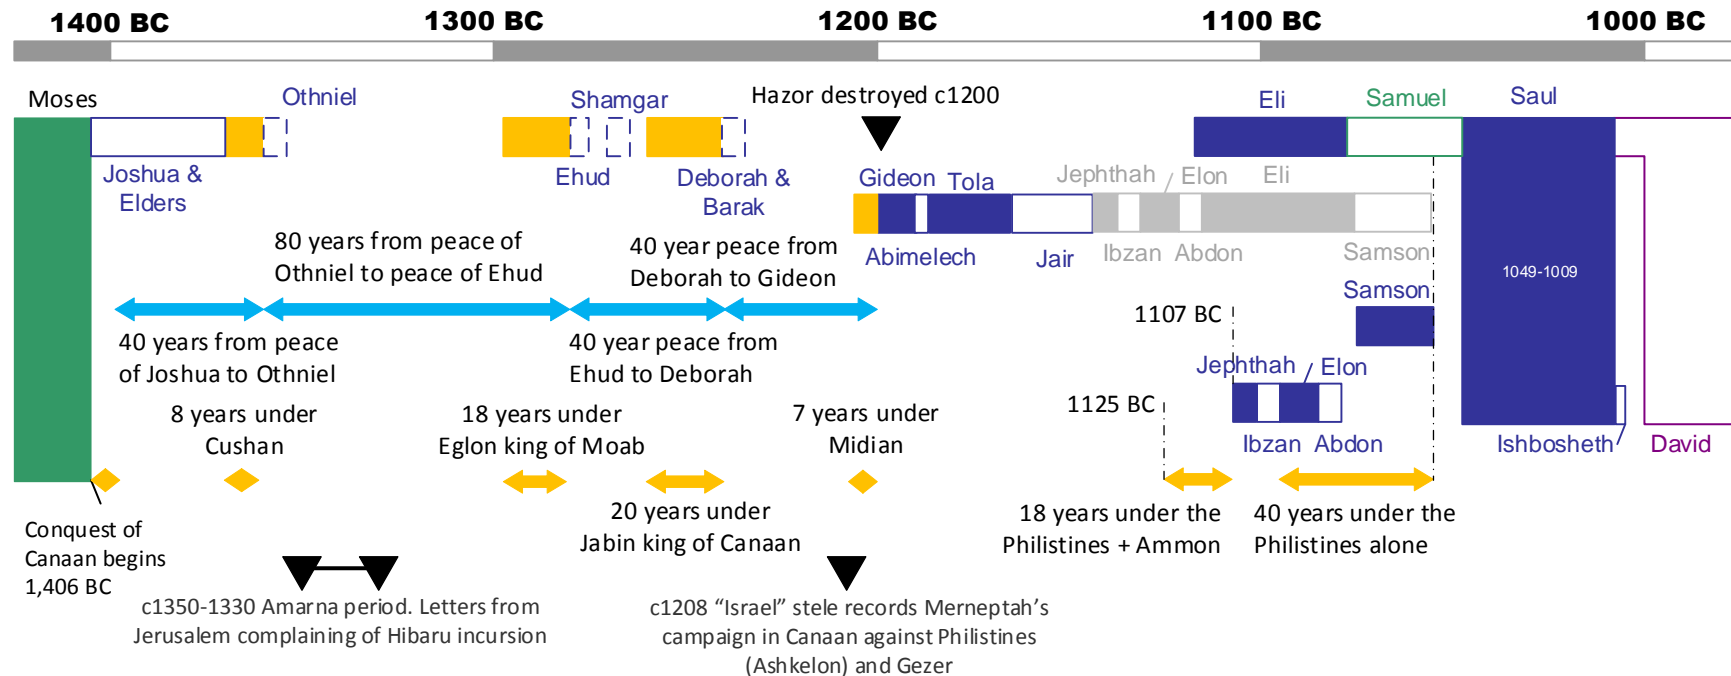 1400 BC
1300 BC
1200 BC
1100 BC
1000 BC
Moses
Othniel
Shamgar
Hazor destroyed c1200
Eli
Samuel
Saul
Joshua &
Elders
Ehud
Deborah &
Barak
Gideon
Tola
Jephthah
Elon
Eli
Abimelech
Jair
Ibzan
Abdon
Samson
80 years from peace of
Othniel to peace of Ehud
40 year peace from
Deborah to Gideon
1049-1009
Samson
1107 BC
40 years from peace
of Joshua to Othniel
40 year peace from
Ehud to Deborah
Jephthah
Elon
1125 BC
8 years under
Cushan
18 years under
Eglon king of Moab
7 years under
Midian
Ibzan
Abdon
Ishbosheth
David
Conquest of
Canaan begins
1,406 BC
20 years under
Jabin king of Canaan
18 years under the
Philistines + Ammon
40 years under the
Philistines alone
c1350-1330 Amarna period. Letters from
Jerusalem complaining of Hibaru incursion
c1208 “Israel” stele records Merneptah’s
campaign in Canaan against Philistines
(Ashkelon) and Gezer